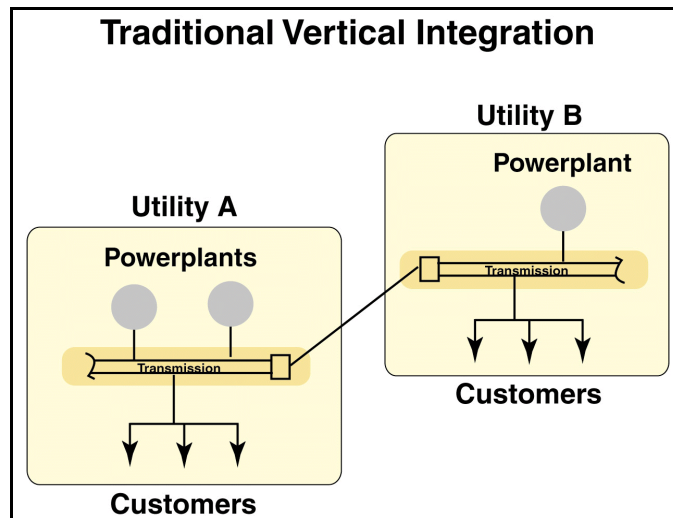 Traditional Vertical Integration
Utility B
Powerplant
Transmission
Customers
Utility A
Powerplants
Transmission
Customers